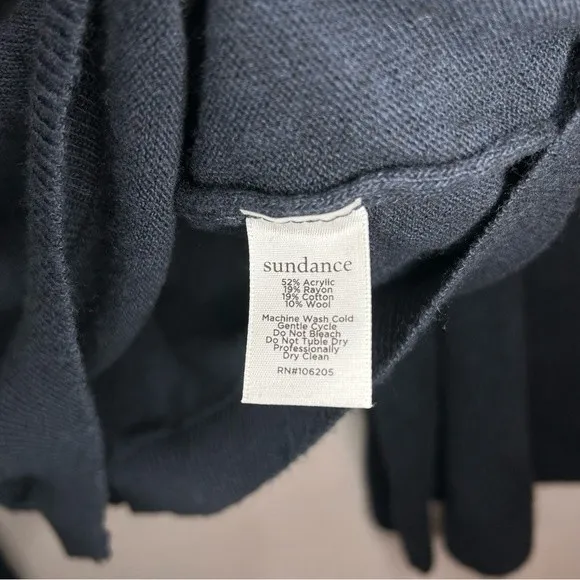 sundance
52% Acrylic
19% Rayon
19% Cotton
10% Wool
Machine Wash Cold
Gentle Cycle
Do Not Bleach
Do Not Tuble Dry
Professionally
Dry Clean
RN#106205